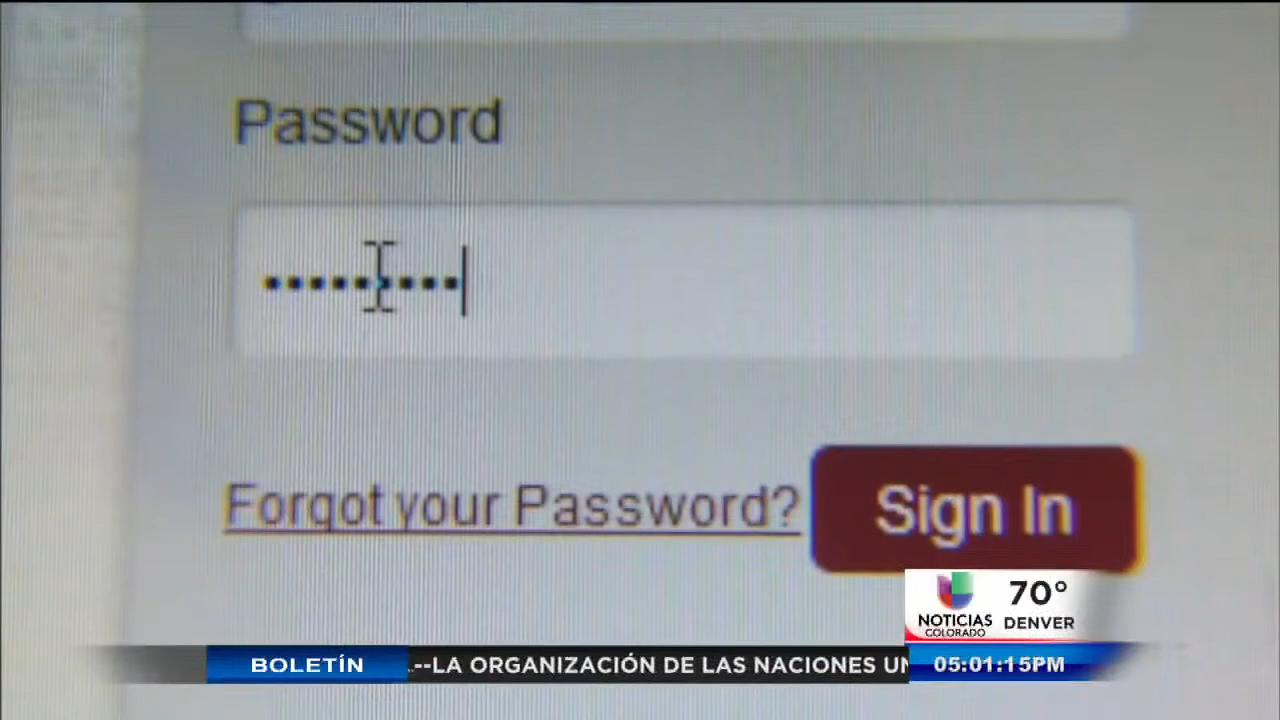 Password
Forgot your Password?
Sign In
70°
NOTICIAS
COLORADO
DENVER
BOLETÍN
.--LA ORGANIZACIÓN DE LAS NACIONES UN
05:01:15PM